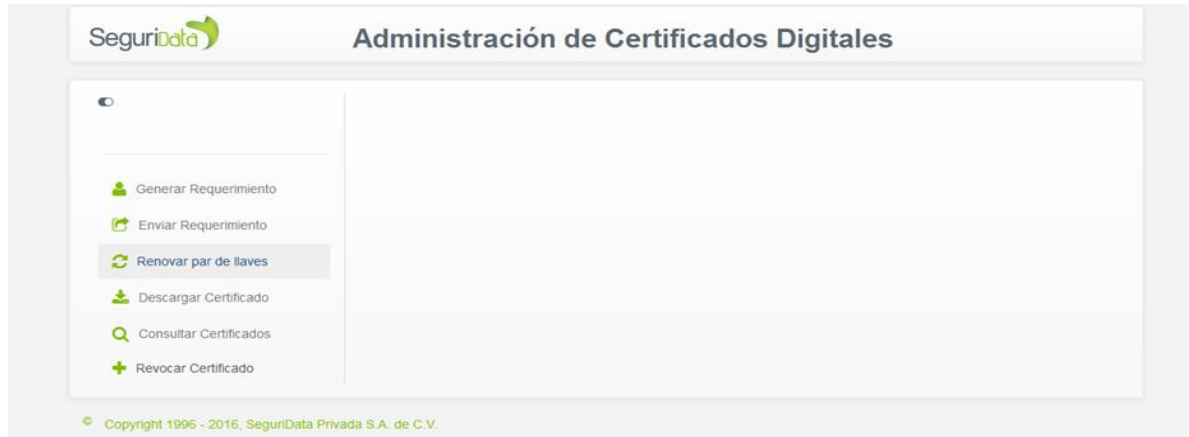 SeguriData
Administración de Certificados Digitales
Generar Requerimiento
Enviar Requerimiento
Renovar par de llaves
Descargar Certificado
Consultar Certificados
Revocar Certificado
© Copyright 1996 - 2016, SeguriData Privada S.A. de C.V.